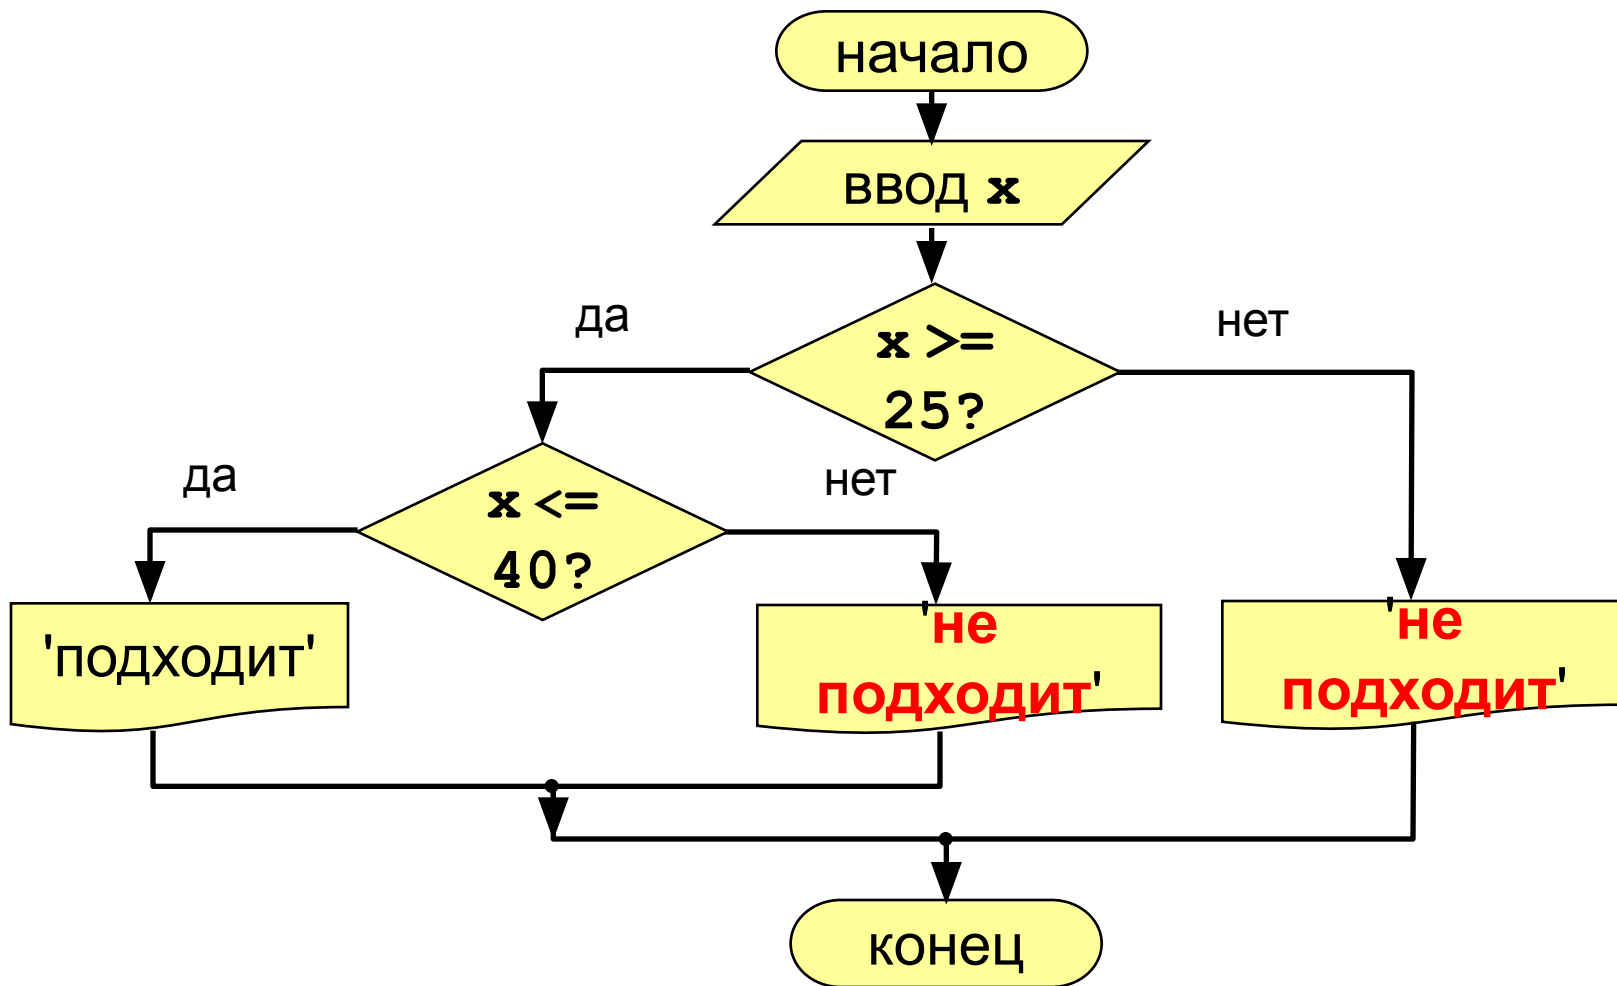 начало
ввод x
да
нет
x >=
25?
да
нет
x <=
40?
'подходит'
'не
подходит'
'не
подходит'
конец